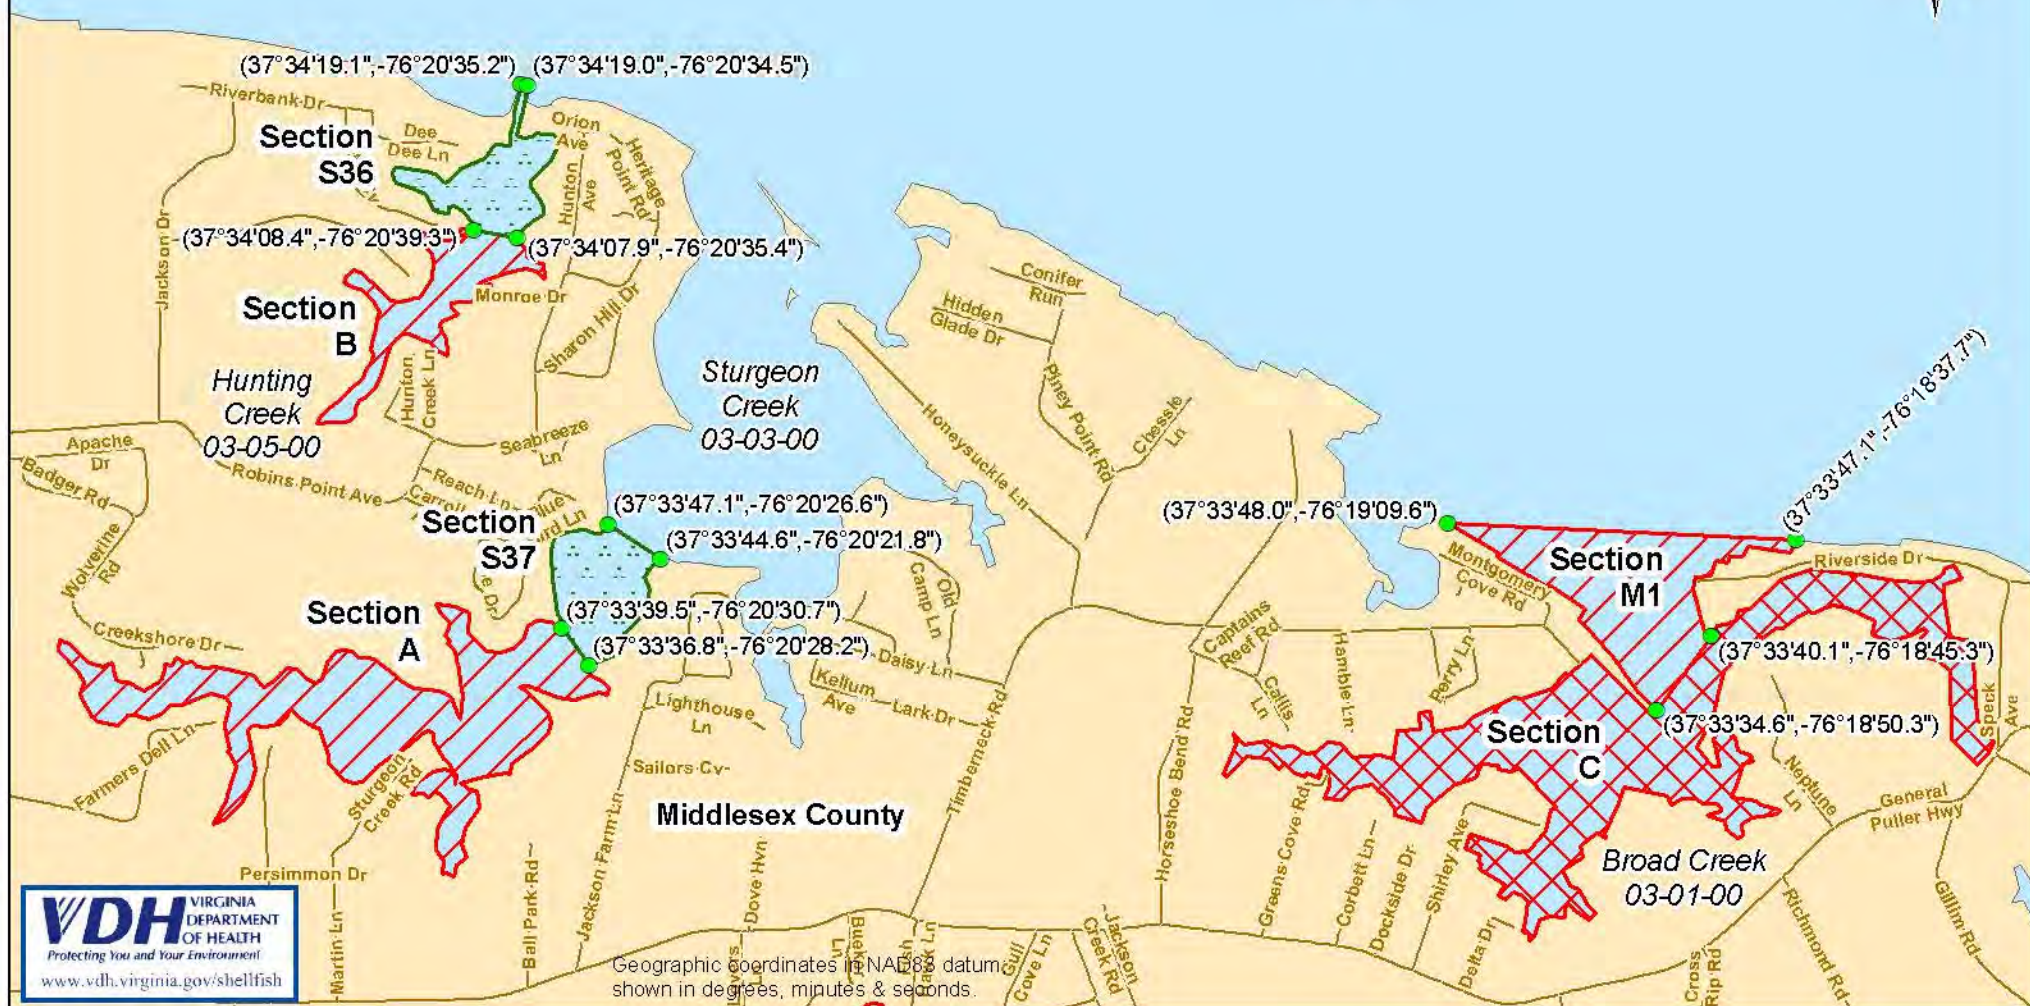 (37°34'19.1",-76°20'35.2")
(37°34'19.0",-76°20'34.5")
Riverbank Dr
Section
S36
Dee
Dee Ln
Orion
Ave
Heritage
Point Rd
Hunton
Ave
Jackson Dr
(37°34'08.4",-76°20'39.3")
(37°34'07.9",-76°20'35.4")
Section
B
Monroe Dr
Sharon Hill Dr
Hunton
Creek Ln
Hunting
Creek
03-05-00
Sturgeon
Creek
03-03-00
Conifer
Run
Hidden
Glade Dr
Piney Point Rd
Chessie
Ln
Honeysuckle Ln
Seabreeze
Ln
Apache
Dr
Badger Rd
Robins Point Ave
Wolverine
Rd
Section
S37
(37°33'47.1",-76°20'26.6")
(37°33'44.6",-76°20'21.8")
(37°33'48.0",-76°19'09.6")
(37°33'47.1",-76°18'37.7")
Section
M1
Riverside Dr
Montgomery
Cove Rd
Old
Camp Ln
Section
A
(37°33'39.5",-76°20'30.7")
(37°33'36.8",-76°20'28.2")
Creekshore Dr
Daisy Ln
Kellum
Ave
Lark Dr
Lighthouse
Ln
Captains
Reef Rd
Callis
Ln
Hamble Ln
Perry Ln
(37°33'40.1",-76°18'45.3")
(37°33'34.6",-76°18'50.3")
Speck
Ave
Farmers Dell Ln
Sturgeon
Creek Rd
Sailors Cv
Timberneck Rd
Horseshoe Bend Rd
Section
C
Neptune
Ln
General
Puller Hwy
Middlesex County
Persimmon Dr
Martin Ln
Ball Park Rd
Jackson Farm Ln
Dove Hvn
Greens Cove Rd
Corbett Ln
Dockside Dr
Shirley Ave
Delta Dr
Broad Creek
03-01-00
Richmond Rd
Gillim Rd
Cross
Rip Rd
Jackson
Creek Rd
Gull
Cove Ln
VDH
VIRGINIA
DEPARTMENT
OF HEALTH
Protecting You and Your Environment
www.vdh.virginia.gov/shellfish
Geographic coordinates in NAD83 datum,
shown in degrees, minutes & seconds.